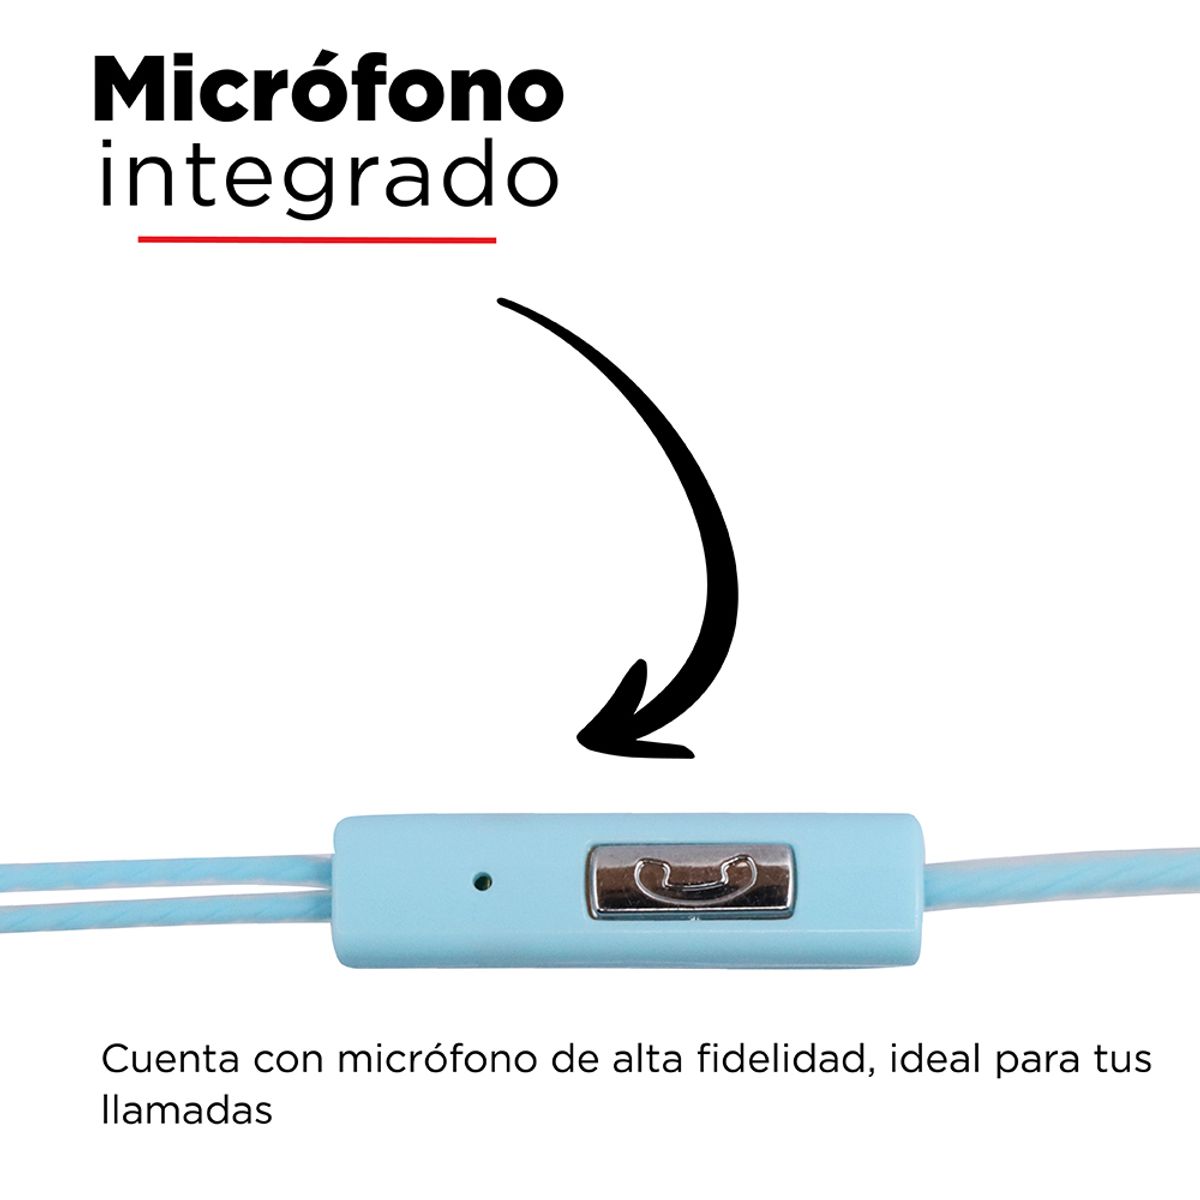 Micrófono
integrado
Cuenta con micrófono de alta fidelidad, ideal para tus
llamadas